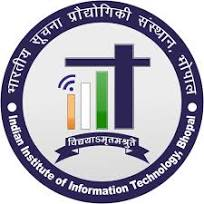 भारतीय सूचना प्रौद्योगिकी संस्थान, भोपाल
विद्ययाऽमृतमश्नुते
Indian Institute of Information Technology, Bhopal